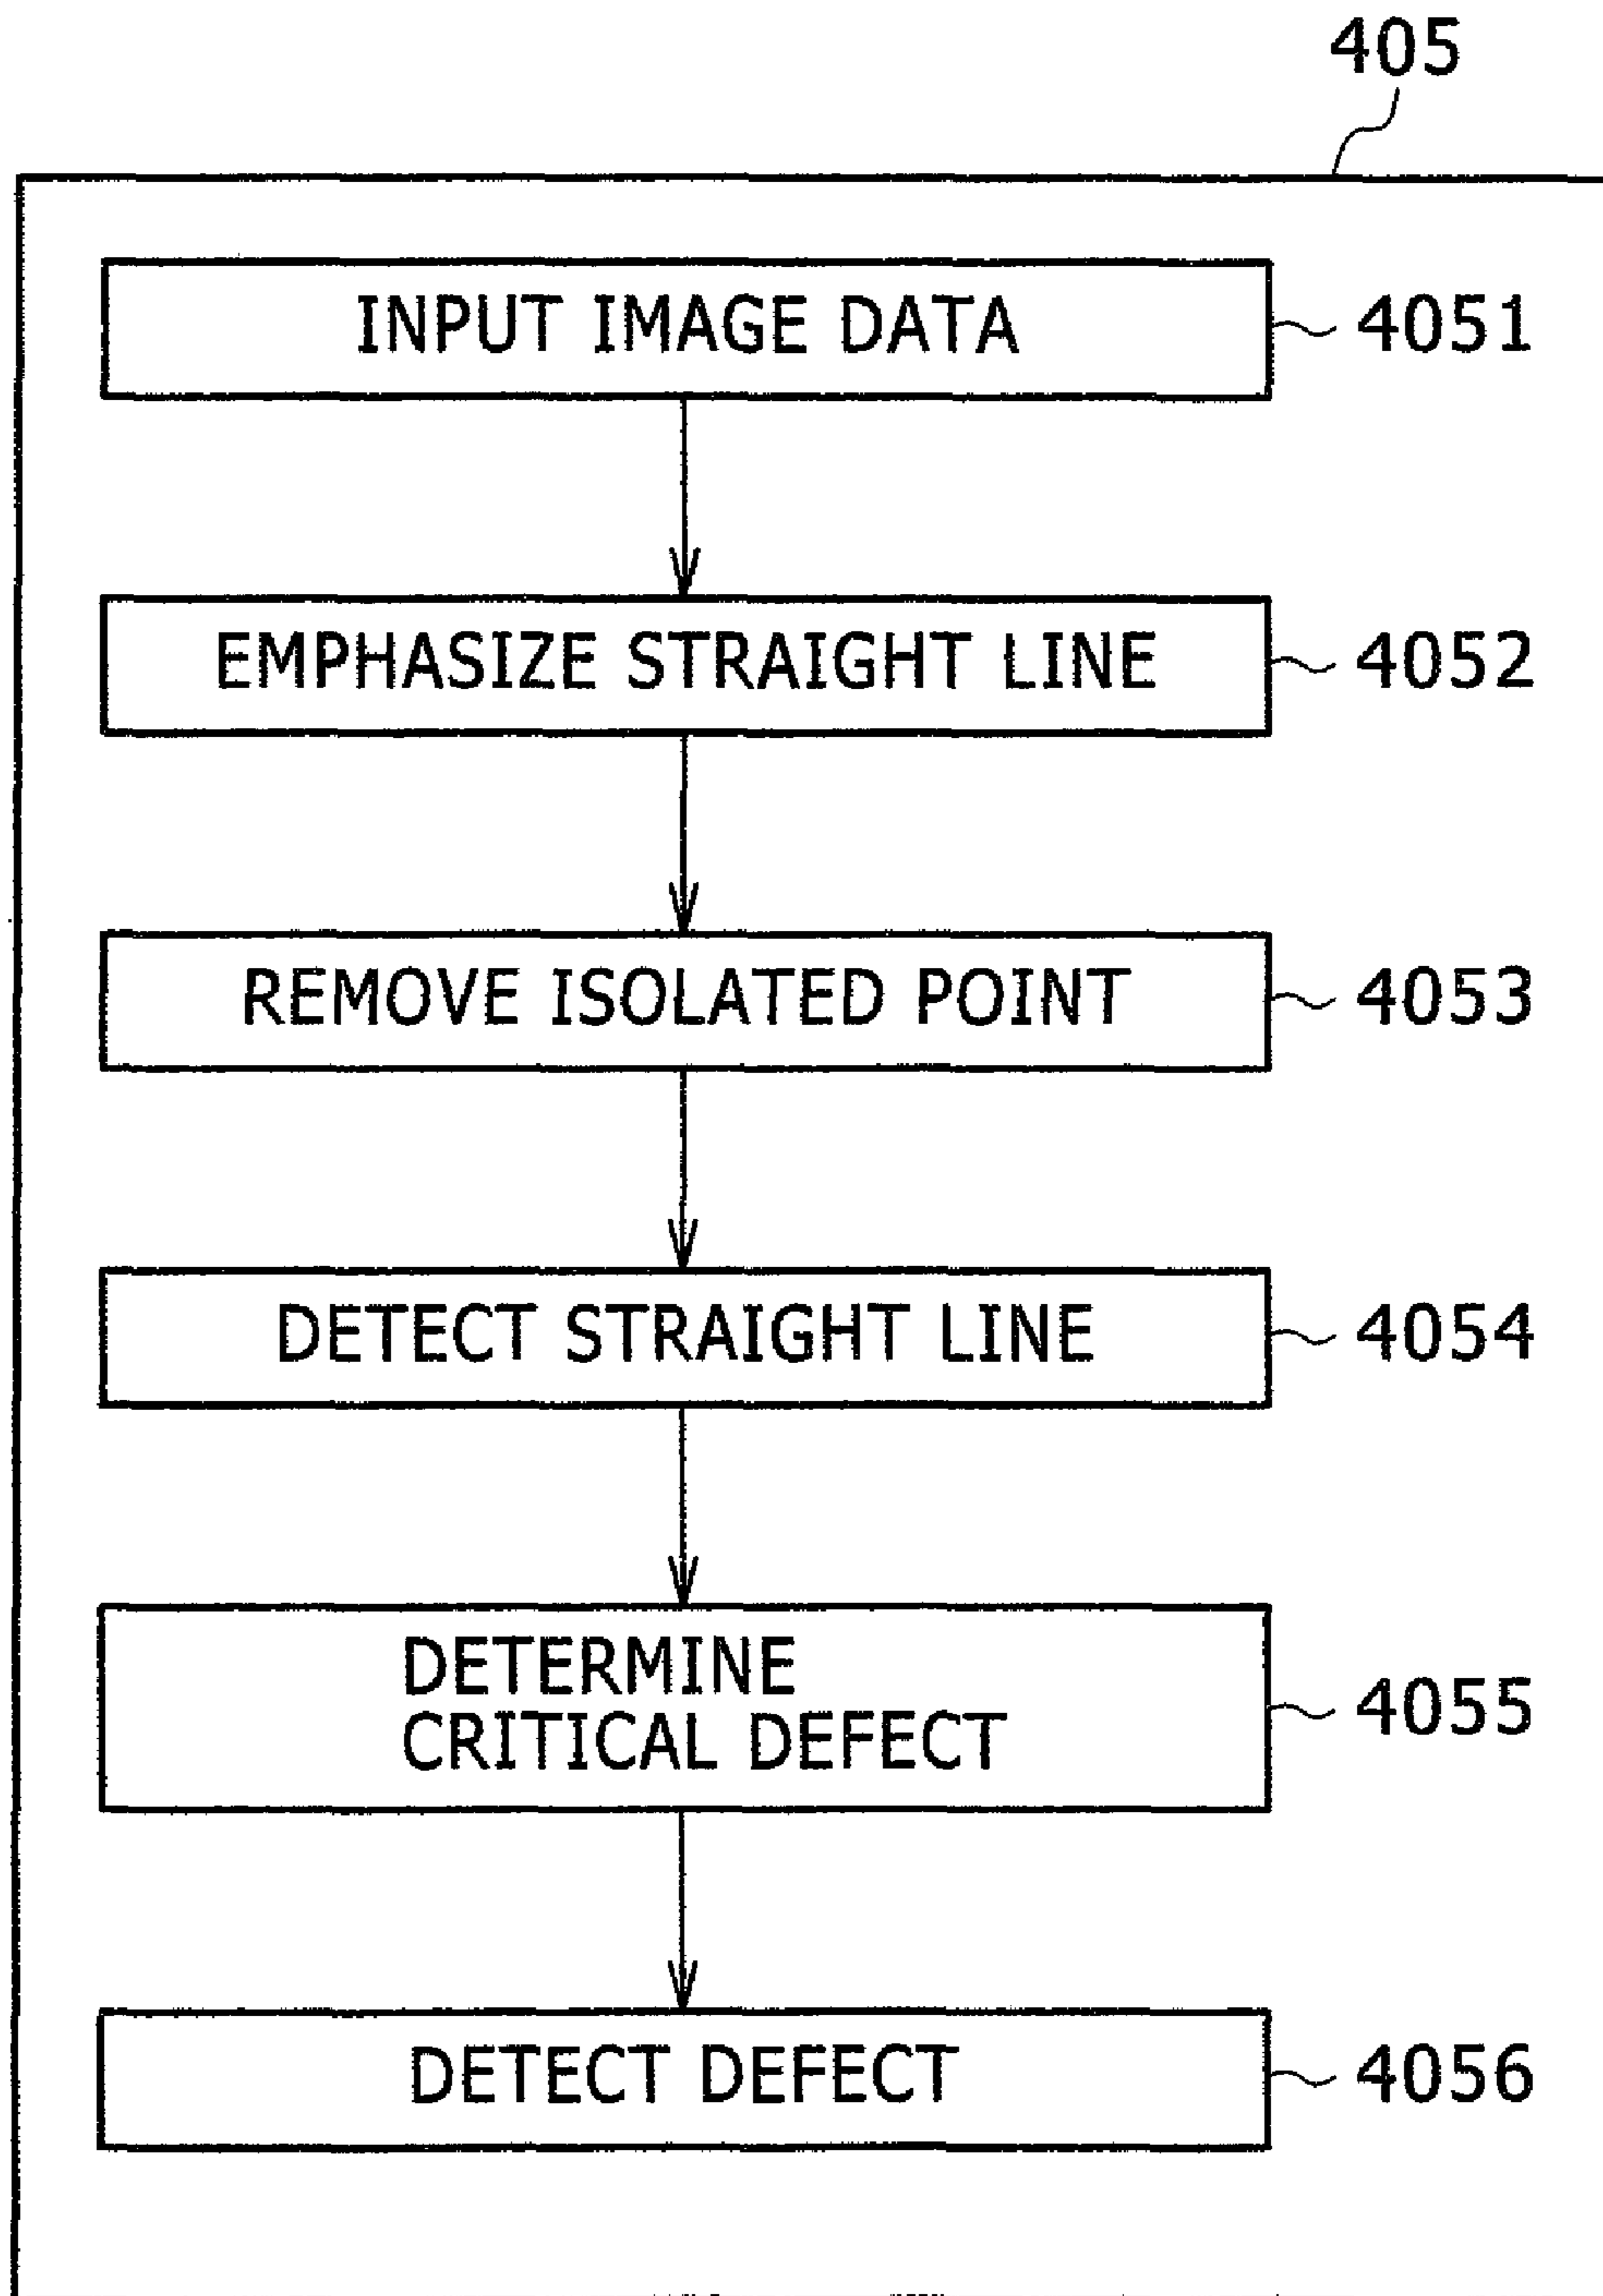 405
INPUT IMAGE DATA
4051
EMPHASIZE STRAIGHT LINE
4052
REMOVE ISOLATED POINT
4053
DETECT STRAIGHT LINE
4054
DETERMINE
CRITICAL DEFECT
4055
DETECT DEFECT
4056